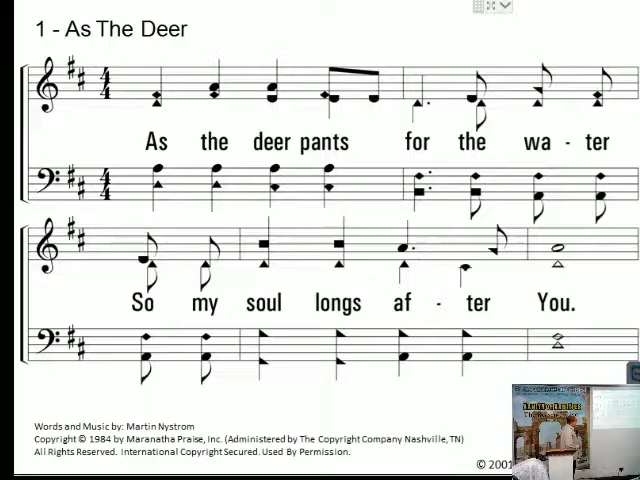 1 - As The Deer
As the deer pants for the wa - ter
So my soul longs af - ter You.
Words and Music by: Martin Nystrom
Copyright © 1984 by Maranatha Praise, Inc. (Administered by The Copyright Company Nashville, TN)
All Rights Reserved. International Copyright Secured. Used By Permission.
© 2001